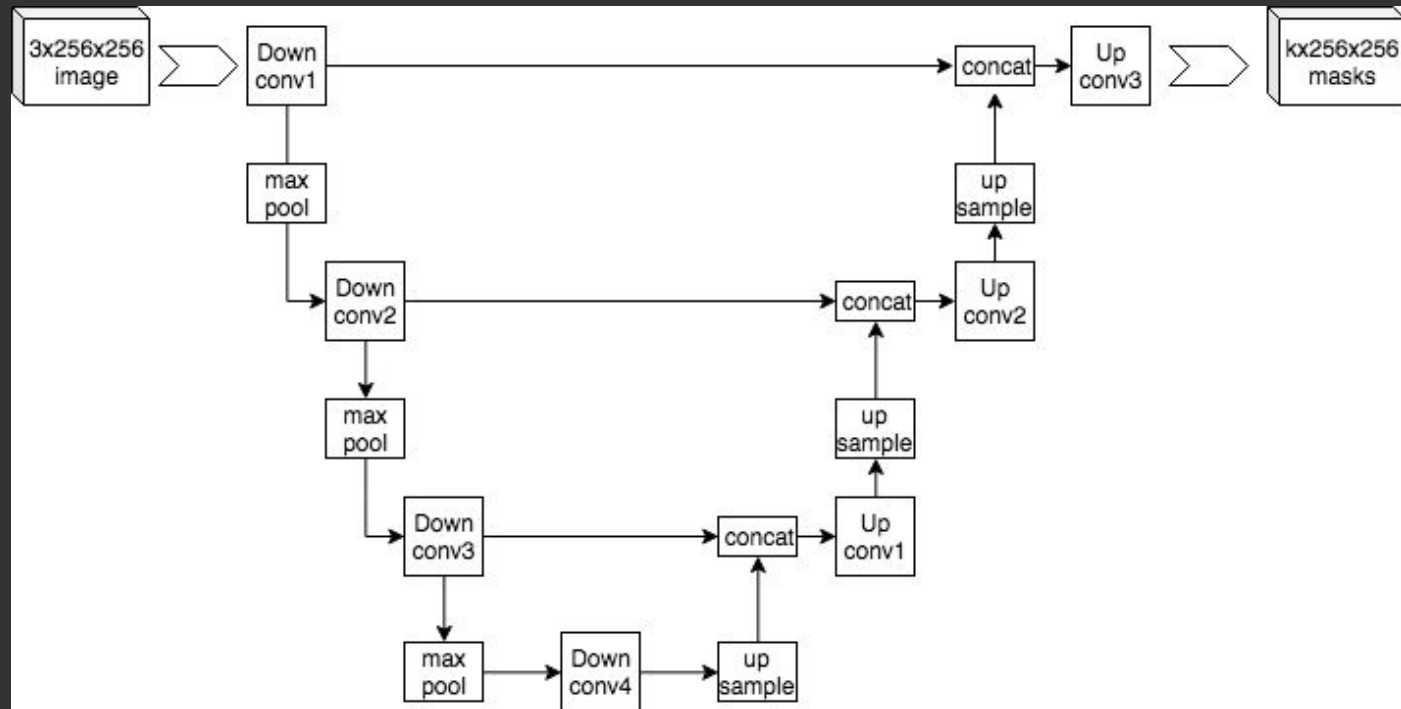 3x256x256
image
Down
conv1
concat
Up
conv3
kx256x256
masks
max
pool
up
sample
Down
conv2
concat
Up
conv2
max
pool
up
sample
Down
conv3
concat
Up
conv1
max
pool
Down
conv4
up
sample